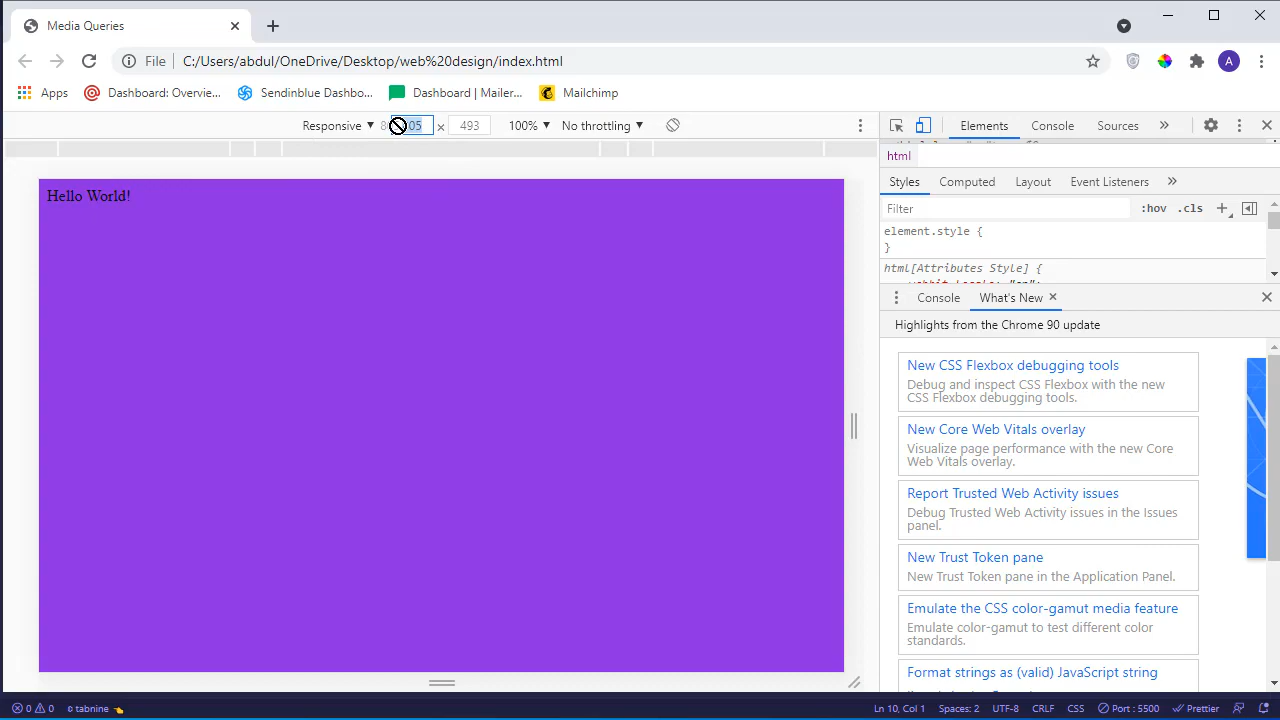 Media Queries
File C:/Users/abdul/OneDrive/Desktop/web%20design/index.html
A
Apps Dashboard: Overvie... Sendinblue Dashbo... Dashboard | Mailer... Mailchimp
Responsive 05 × 493 100% No throttling
Elements Console Sources
html
Styles Computed Layout Event Listeners
Filter :hov .cls
element.style {
}
html[Attributes Style] {
Hello World!
Console What's New
Highlights from the Chrome 90 update
New CSS Flexbox debugging tools
Debug and inspect CSS Flexbox with the new
CSS Flexbox debugging tools.
New Core Web Vitals overlay
Visualize page performance with the new Core
Web Vitals overlay.
Report Trusted Web Activity issues
Debug Trusted Web Activity issues in the Issues
panel.
New Trust Token pane
New Trust Token pane in the Application Panel.
Emulate the CSS color-gamut media feature
Emulate color-gamut to test different color
standards.
Format strings as (valid) JavaScript string
0 0 tabnine Ln 10, Col 1 Spaces: 2 UTF-8 CRLF CSS Port : 5500 Prettier